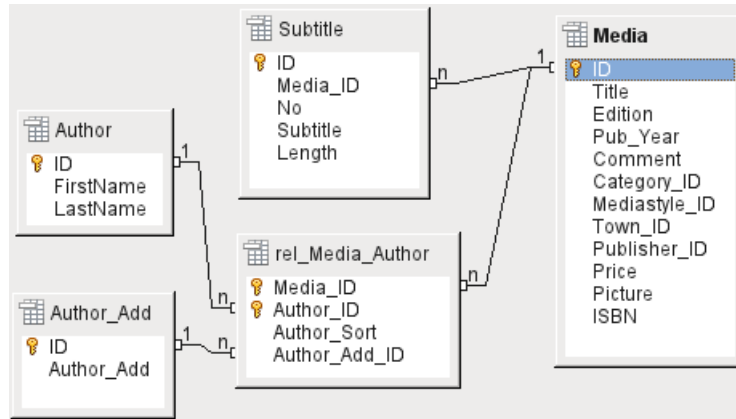 Subtitle
ID
Media_ID
No
Subtitle
Length
n
1
Media
ID
Title
Edition
Pub_Year
Comment
Category_ID
Mediastyle_ID
Town_ID
Publisher_ID
Price
Picture
ISBN
Author
ID
FirstName
LastName
1
rel_Media_Author
Media_ID
Author_ID
Author_Sort
Author_Add_ID
n
n
n
Author_Add
ID
Author_Add
1